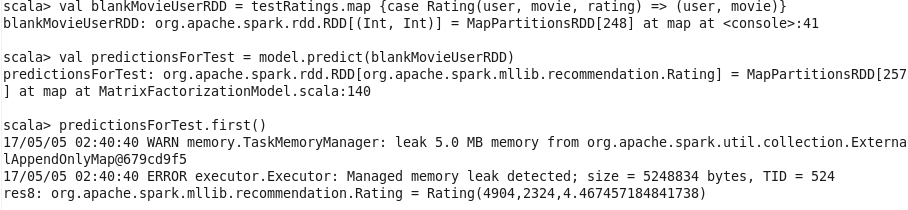 scala> val blankMovieUserRDD = testRatings.map {case Rating(user, movie, rating) => (user, movie)}
blankMovieUserRDD: org.apache.spark.rdd.RDD[(Int, Int)] = MapPartitionsRDD[248] at map at <console>:41
scala> val predictionsForTest = model.predict(blankMovieUserRDD)
predictionsForTest: org.apache.spark.rdd.RDD[org.apache.spark.mllib.recommendation.Rating] = MapPartitionsRDD[257
] at map at MatrixFactorizationModel.scala:140
scala> predictionsForTest.first()
17/05/05 02:40:40 WARN memory.TaskMemoryManager: leak 5.0 MB memory from org.apache.spark.util.collection.Externa
lAppendOnlyMap@679cd9f5
17/05/05 02:40:40 ERROR executor.Executor: Managed memory leak detected; size = 5248834 bytes, TID = 524
res8: org.apache.spark.mllib.recommendation.Rating = Rating(4904,2324,4.467457184841738)